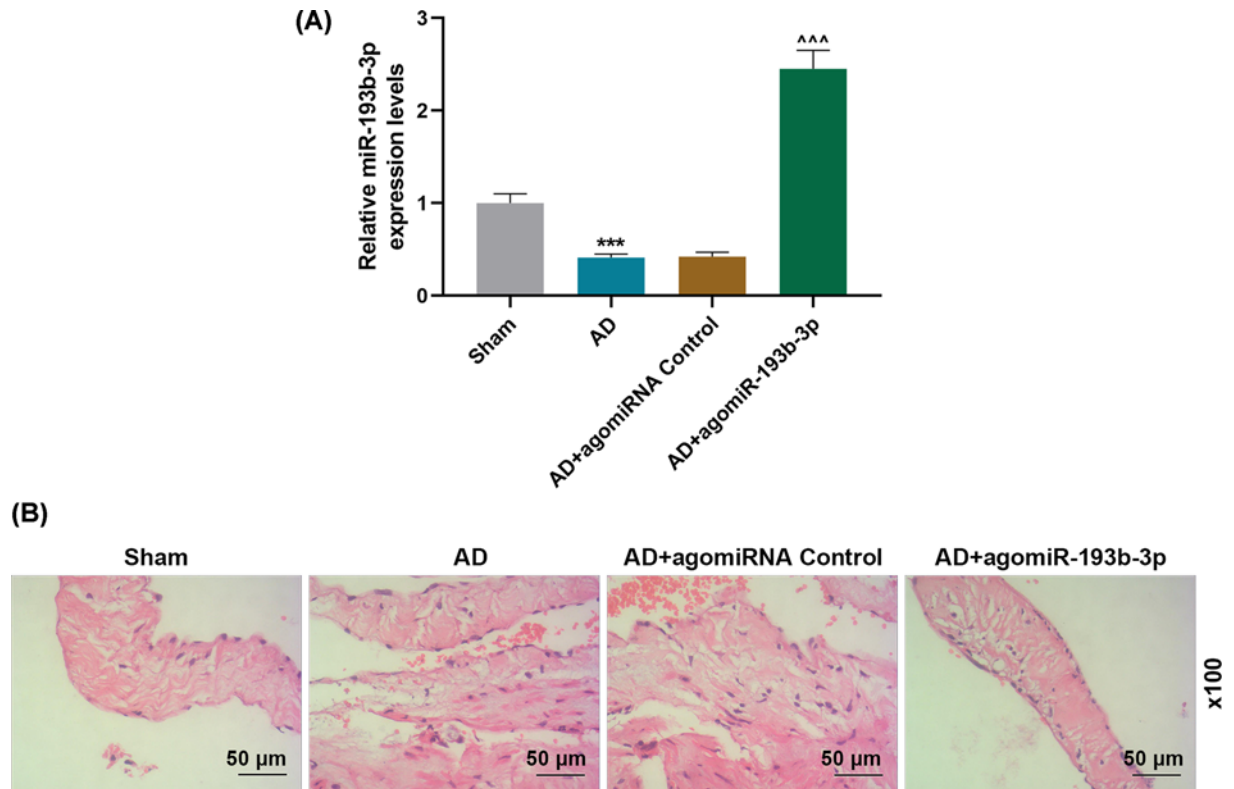 (A)
Relative miR-193b-3p
expression levels
3
2
1
0
***
^^^
Sham
AD
AD+agomiRNA Control
AD+agomiR-193b-3p
(B)
Sham
AD
AD+agomiRNA Control
AD+agomiR-193b-3p
50 μm
50 μm
50 μm
50 μm
x100